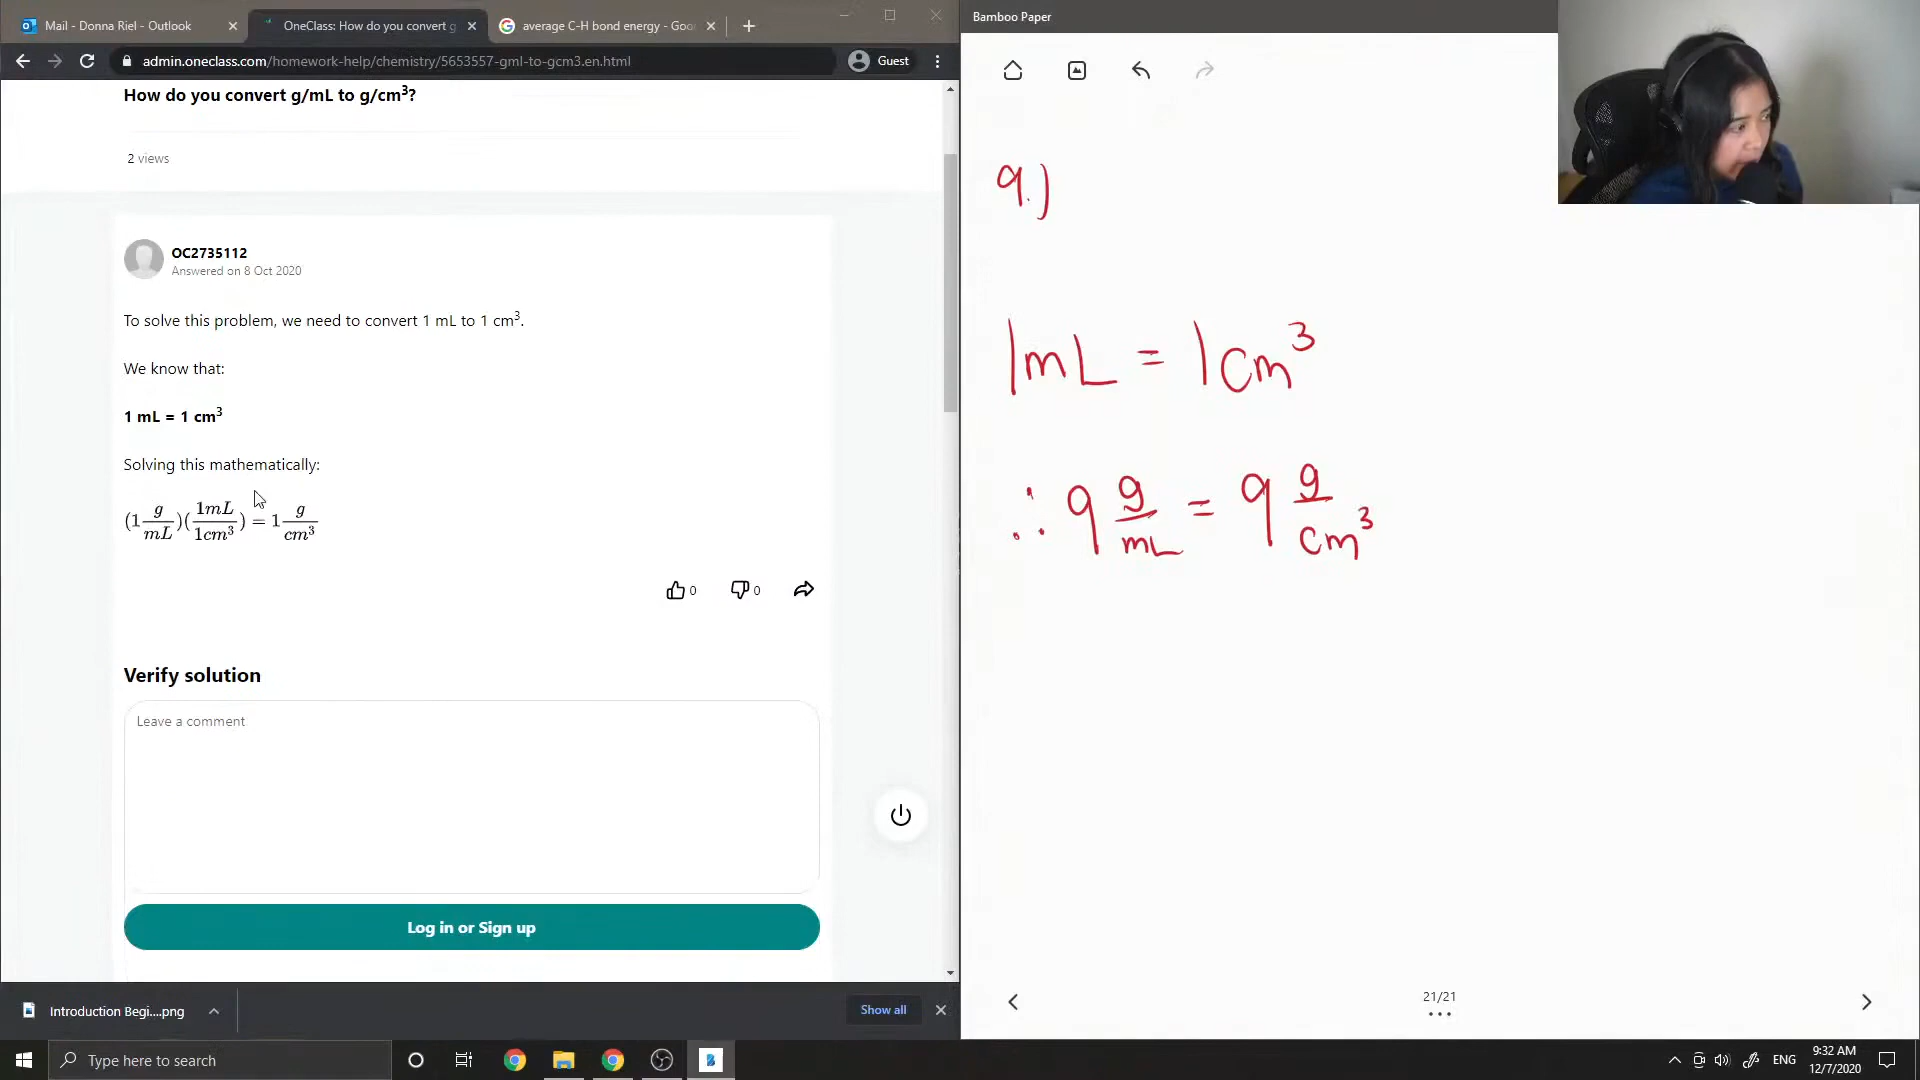 Mail - Donna Riel - Outlook
OneClass: How do you convert g
average C-H bond energy - Goo
admin.oneclass.com/homework-help/chemistry/5653557-gml-to-gcm3.en.html
Guest
How do you convert g/mL to g/cm³?
2 views
OC2735112
Answered on 8 Oct 2020
To solve this problem, we need to convert 1 mL to 1 cm³.
We know that:
1 mL = 1 cm³
Solving this mathematically:
(1 g/mL)(1mL/1cm³) = 1 g/cm³
0
0
Verify solution
Leave a comment
Log in or Sign up
Introduction Begi....png
Show all
Type here to search
Bamboo Paper
9.)
1mL = 1cm³
∴ 9 g/mL = 9 g/cm³
21/21
ENG
9:32 AM
12/7/2020